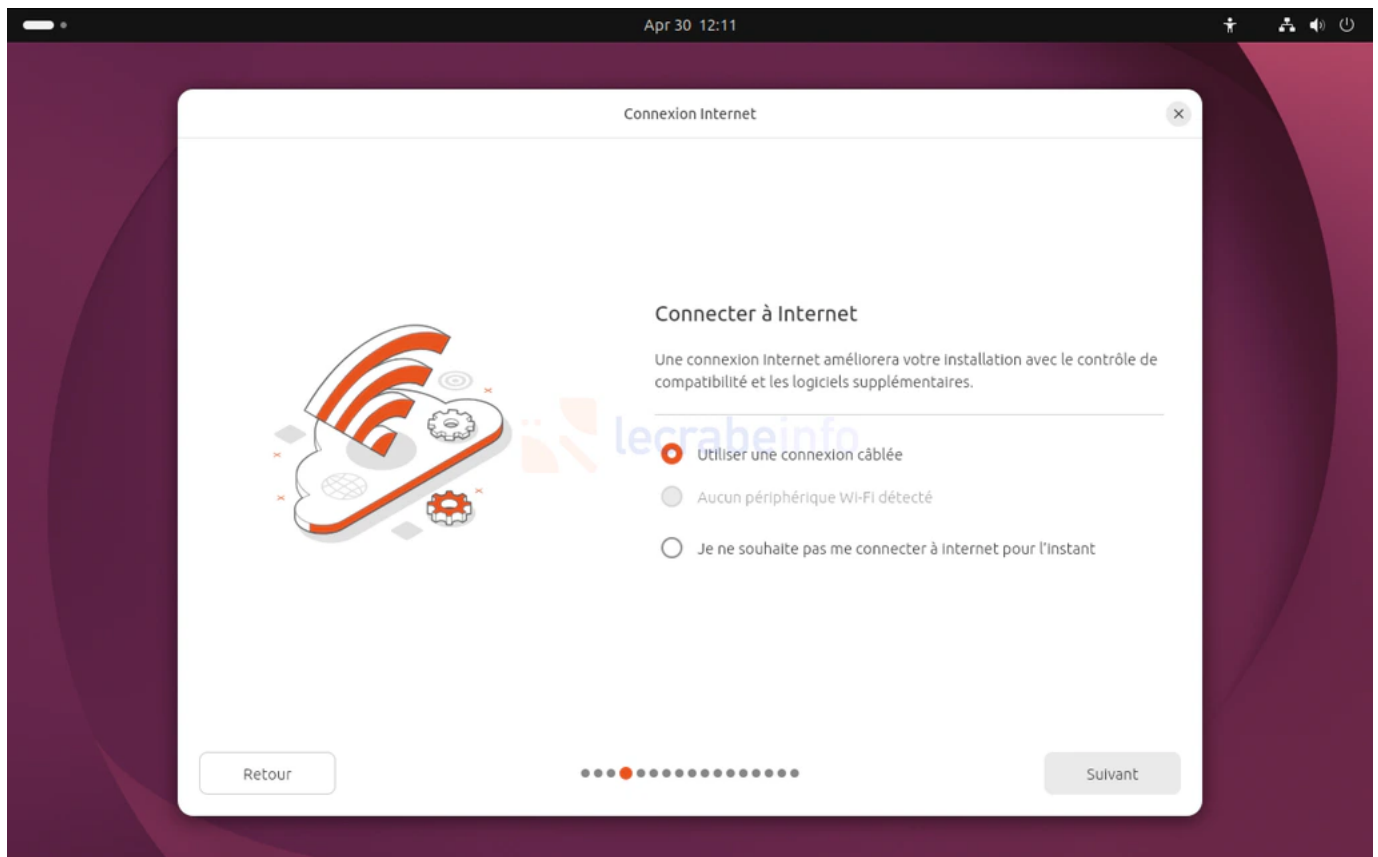 Apr 30 12:11
Connexion Internet
Connecter à Internet
Une connexion Internet améliorera votre installation avec le contrôle de
compatibilité et les logiciels supplémentaires.
lecrabeinfo
Utiliser une connexion câblée
Aucun périphérique Wi-Fi détecté
Je ne souhaite pas me connecter à Internet pour l'instant
Retour
Suivant